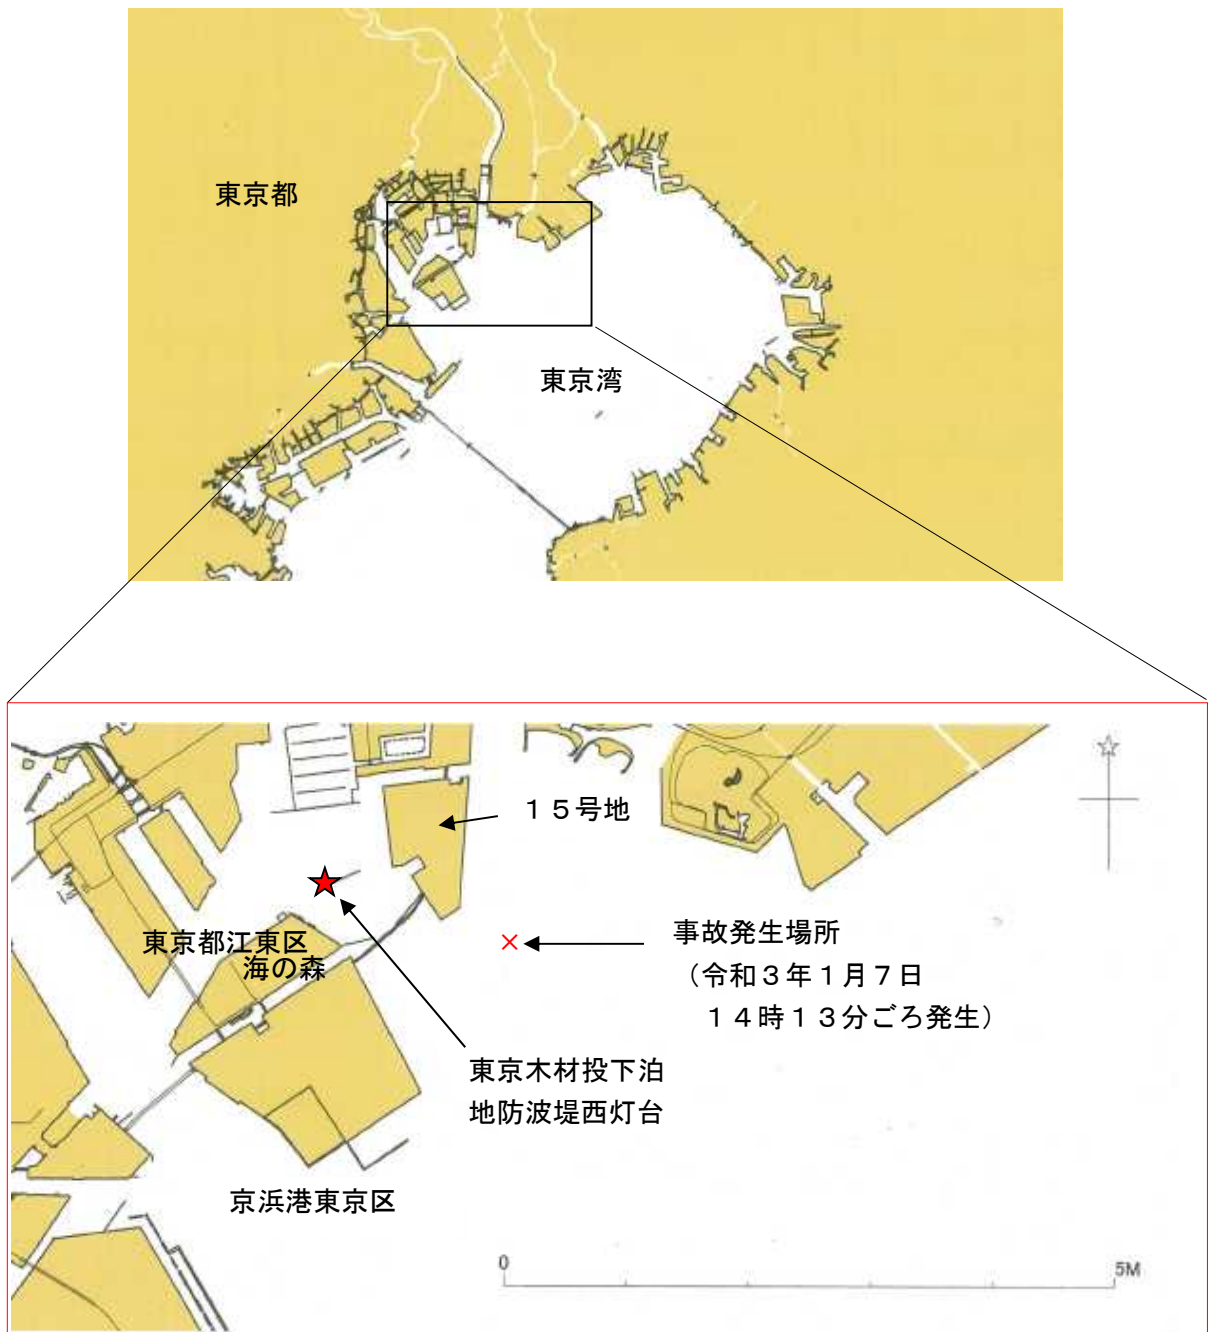 東京都
東京湾
１５号地
東京都江東区
海の森
事故発生場所
（令和３年１月７日
１４時１３分ごろ発生）
東京木材投下泊
地防波堤西灯台
京浜港東京区
0
5M